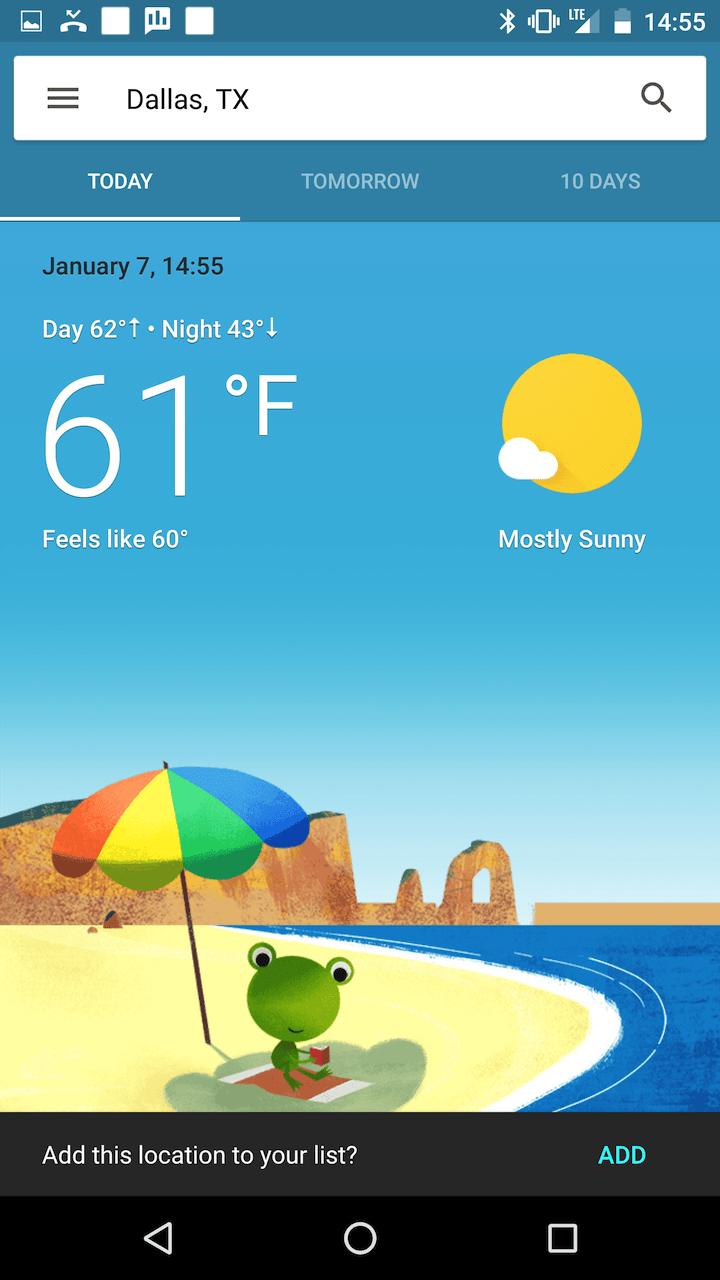 LTE 14:55
Dallas, TX
TODAY TOMORROW 10 DAYS
January 7, 14:55
Day 62°↑ • Night 43°↓
61 °F
Feels like 60°
Mostly Sunny
Add this location to your list? ADD